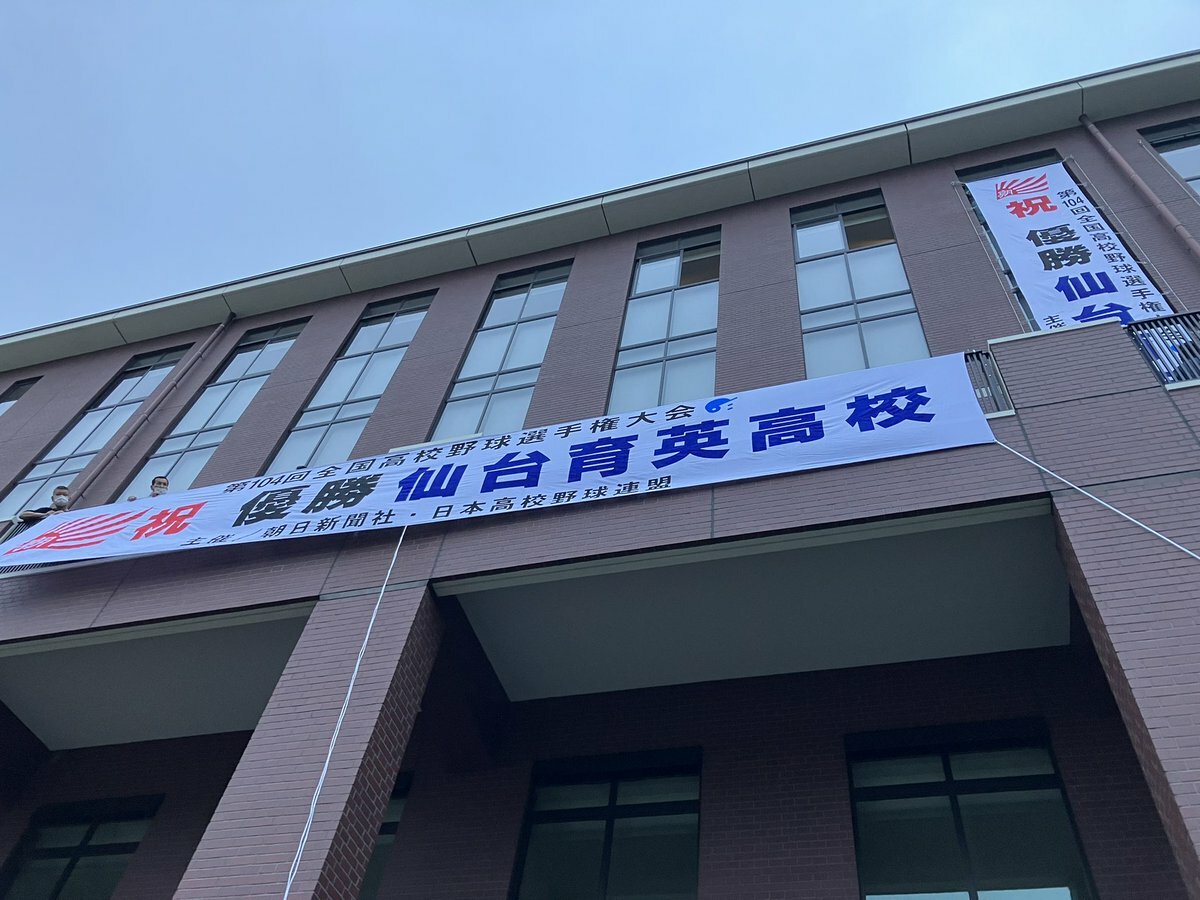 第104回全国高校野球選手権大会
祝 優勝 仙台育英高校
主催／朝日新聞社・日本高校野球連盟
第104回全国高校野球選手権
祝 優勝 仙台
主催